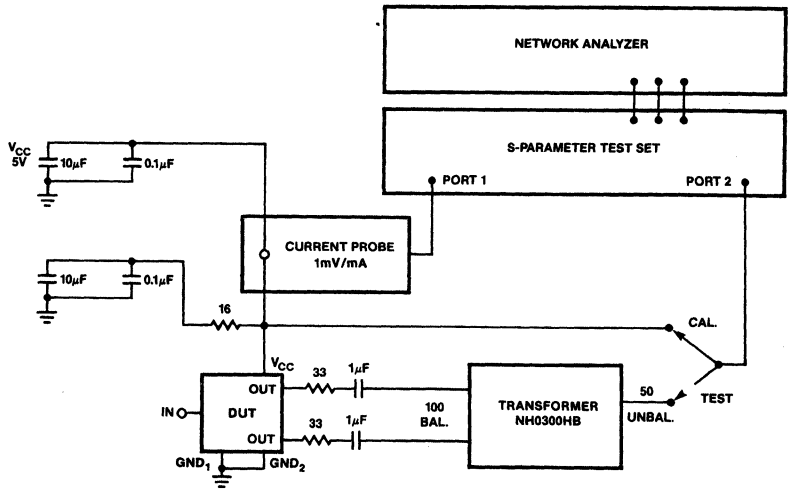 NETWORK ANALYZER
S-PARAMETER TEST SET
PORT 1
PORT 2
VCC
5V
10μF
0.1μF
CURRENT PROBE
1mV/mA
10μF
0.1μF
16
CAL.
VCC
OUT
33
1μF
IN
DUT
100
BAL.
TRANSFORMER
NH0300HB
50
UNBAL.
TEST
OUT
33
1μF
GND1
GND2